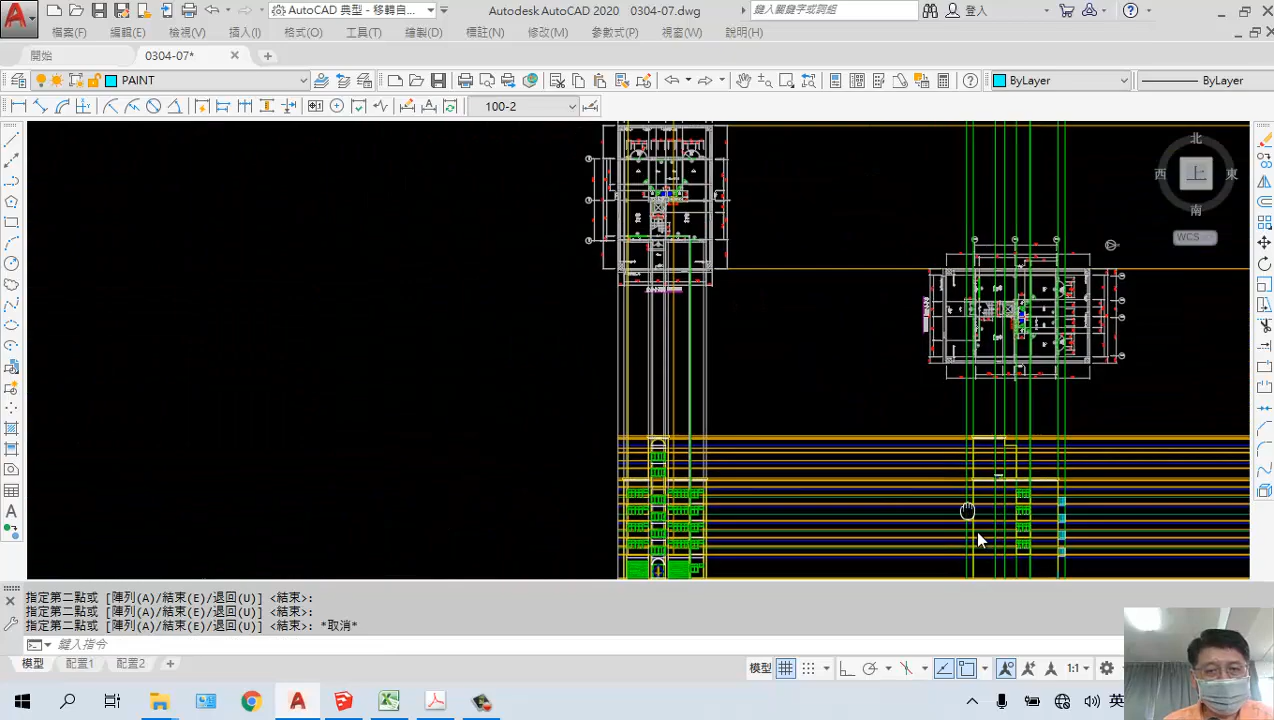 AutoCAD 典型 - 移轉自...
Autodesk AutoCAD 2020
0304-07.dwg
鍵入關鍵字或詞組
登入
檔案(F)
編輯(E)
檢視(V)
插入(I)
格式(O)
工具(T)
繪製(D)
標註(N)
修改(M)
參數式(P)
視窗(W)
說明(H)
開始
0304-07*
PAINT
ByLayer
ByLayer
100-2
北
西
上
東
南
WCS
指定第二點或 [陣列(A)/結束(E)/退回(U)] <結束>:
指定第二點或 [陣列(A)/結束(E)/退回(U)] <結束>:
指定第二點或 [陣列(A)/結束(E)/退回(U)] <結束>: *取消*
鍵入指令
模型
配置1
配置2
模型
1:1
英